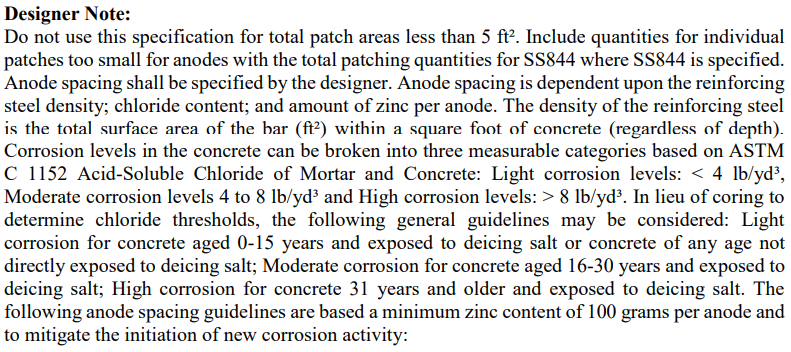 Designer Note:
Do not use this specification for total patch areas less than 5 ft². Include quantities for individual
patches too small for anodes with the total patching quantities for SS844 where SS844 is specified.
Anode spacing shall be specified by the designer. Anode spacing is dependent upon the reinforcing
steel density; chloride content; and amount of zinc per anode. The density of the reinforcing steel
is the total surface area of the bar (ft²) within a square foot of concrete (regardless of depth).
Corrosion levels in the concrete can be broken into three measurable categories based on ASTM
C 1152 Acid-Soluble Chloride of Mortar and Concrete: Light corrosion levels: < 4 lb/yd³,
Moderate corrosion levels 4 to 8 lb/yd³ and High corrosion levels: > 8 lb/yd³. In lieu of coring to
determine chloride thresholds, the following general guidelines may be considered: Light
corrosion for concrete aged 0-15 years and exposed to deicing salt or concrete of any age not
directly exposed to deicing salt; Moderate corrosion for concrete aged 16-30 years and exposed to
deicing salt; High corrosion for concrete 31 years and older and exposed to deicing salt. The
following anode spacing guidelines are based a minimum zinc content of 100 grams per anode and
to mitigate the initiation of new corrosion activity: